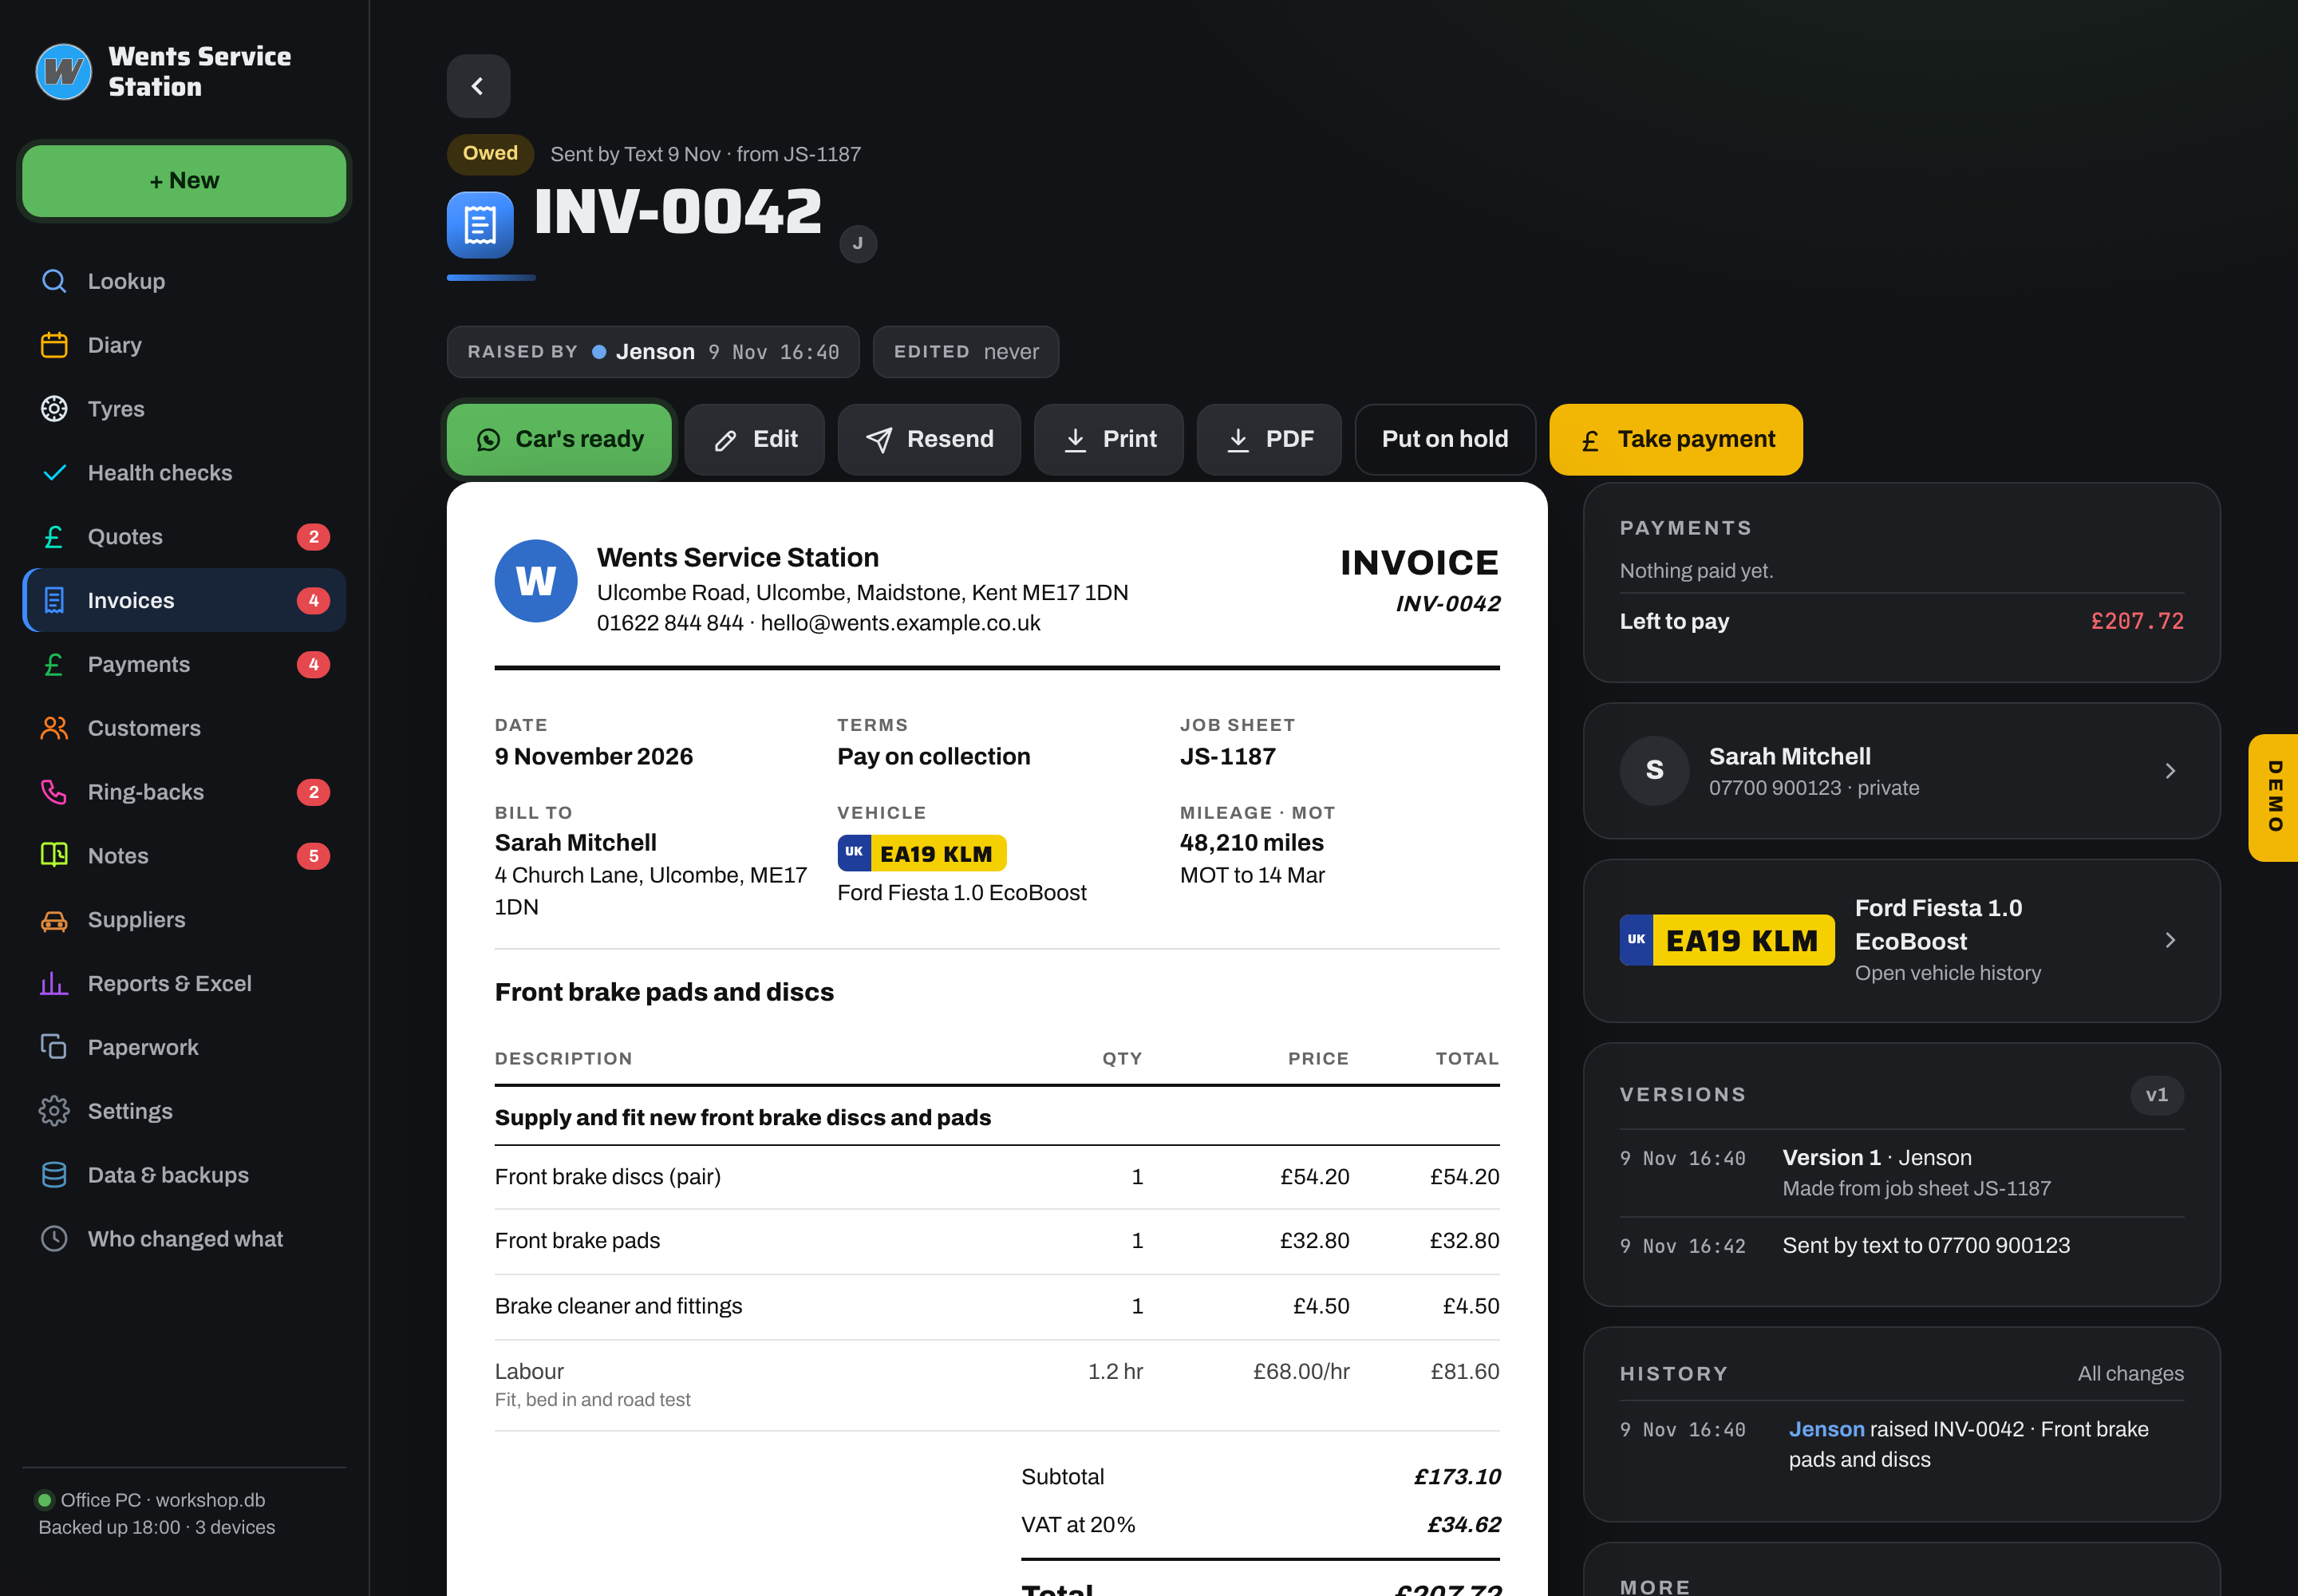 Wents Service
Station
+ New
Lookup
Diary
Tyres
Health checks
Quotes 2
Invoices 4
Payments 4
Customers
Ring-backs 2
Notes 5
Suppliers
Reports & Excel
Paperwork
Settings
Data & backups
Who changed what
Office PC · workshop.db
Backed up 18:00 · 3 devices
Owed Sent by Text 9 Nov · from JS-1187
INV-0042 J
RAISED BY Jenson 9 Nov 16:40 EDITED never
Car's ready Edit Resend Print PDF Put on hold £ Take payment
W
Wents Service Station
Ulcombe Road, Ulcombe, Maidstone, Kent ME17 1DN
01622 844 844 · hello@wents.example.co.uk
INVOICE
INV-0042
DATE TERMS JOB SHEET
9 November 2026 Pay on collection JS-1187
BILL TO VEHICLE MILEAGE · MOT
Sarah Mitchell UK EA19 KLM 48,210 miles
4 Church Lane, Ulcombe, ME17 Ford Fiesta 1.0 EcoBoost MOT to 14 Mar
1DN
Front brake pads and discs
DESCRIPTION QTY PRICE TOTAL
Supply and fit new front brake discs and pads
Front brake discs (pair) 1 £54.20 £54.20
Front brake pads 1 £32.80 £32.80
Brake cleaner and fittings 1 £4.50 £4.50
Labour 1.2 hr £68.00/hr £81.60
Fit, bed in and road test
Subtotal £173.10
VAT at 20% £34.62
Total £207.72
PAYMENTS
Nothing paid yet.
Left to pay £207.72
S
Sarah Mitchell
07700 900123 · private
UK EA19 KLM
Ford Fiesta 1.0
EcoBoost
Open vehicle history
VERSIONS v1
9 Nov 16:40 Version 1 · Jenson
Made from job sheet JS-1187
9 Nov 16:42 Sent by text to 07700 900123
HISTORY All changes
9 Nov 16:40 Jenson raised INV-0042 · Front brake
pads and discs
MORE
DEMO